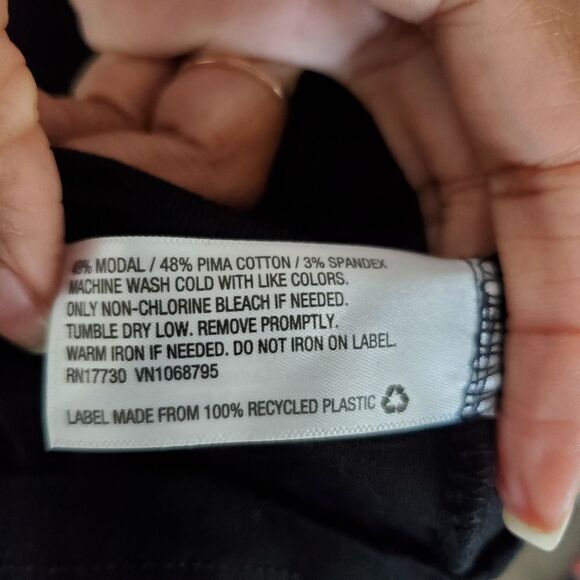 49% MODAL / 48% PIMA COTTON / 3% SPANDEX
MACHINE WASH COLD WITH LIKE COLORS.
ONLY NON-CHLORINE BLEACH IF NEEDED.
TUMBLE DRY LOW. REMOVE PROMPTLY.
WARM IRON IF NEEDED. DO NOT IRON ON LABEL.
RN17730 VN1068795
LABEL MADE FROM 100% RECYCLED PLASTIC